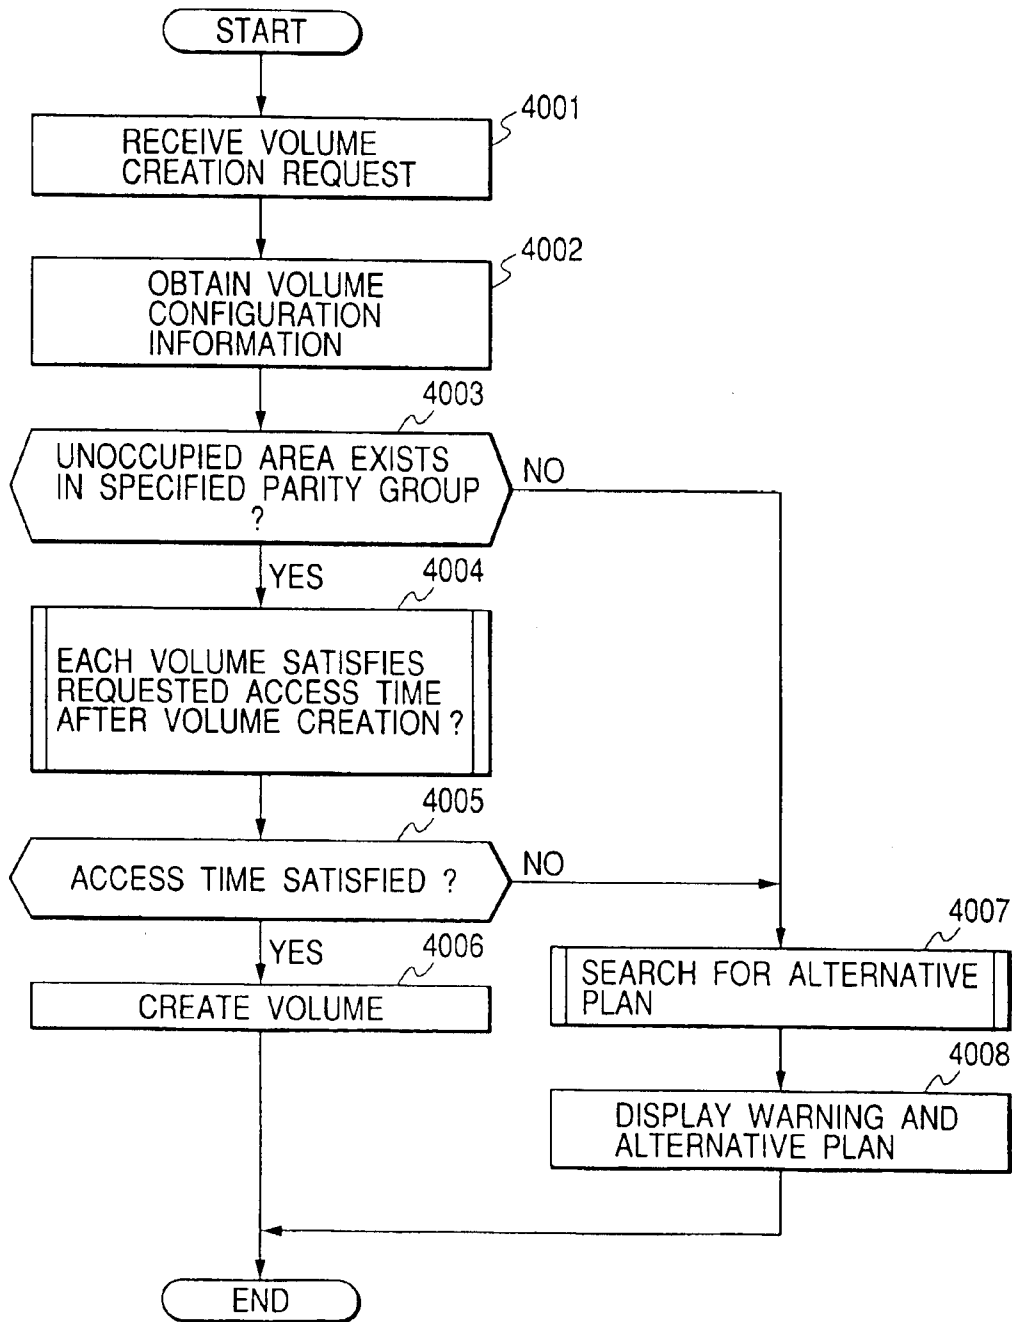 START
4001
RECEIVE VOLUME
CREATION REQUEST
4002
OBTAIN VOLUME
CONFIGURATION
INFORMATION
4003
UNOCCUPIED AREA EXISTS
IN SPECIFIED PARITY GROUP
?
NO
YES
4004
EACH VOLUME SATISFIES
REQUESTED ACCESS TIME
AFTER VOLUME CREATION ?
4005
ACCESS TIME SATISFIED ?
NO
YES
4006
CREATE VOLUME
4007
SEARCH FOR ALTERNATIVE
PLAN
4008
DISPLAY WARNING AND
ALTERNATIVE PLAN
END